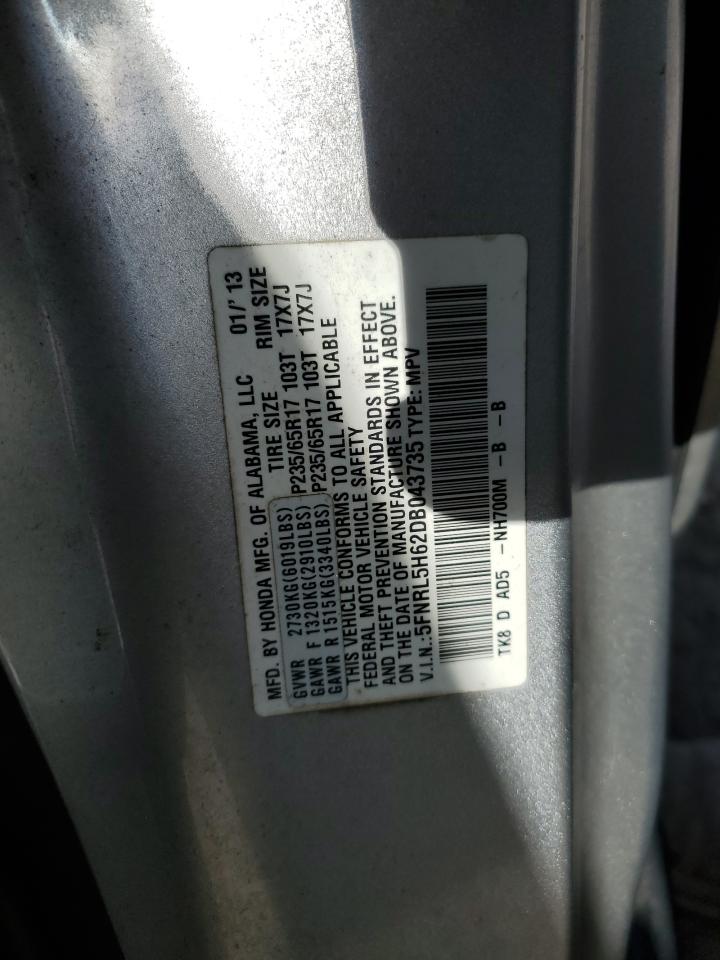 MFD. BY HONDA MFG. OF ALABAMA, LLC 01/'13
TIRE SIZE RIM SIZE
GVWR 2730KG(6019LBS)
GAWR F 1320KG(2910LBS) P235/65R17 103T 17X7J
GAWR R 1515KG(3340LBS) P235/65R17 103T 17X7J
THIS VEHICLE CONFORMS TO ALL APPLICABLE
FEDERAL MOTOR VEHICLE SAFETY
AND THEFT PREVENTION STANDARDS IN EFFECT
ON THE DATE OF MANUFACTURE SHOWN ABOVE.
V.I.N.:5FNRL5H62DB043735 TYPE: MPV
TK8 D AD5 -NH700M - B - B